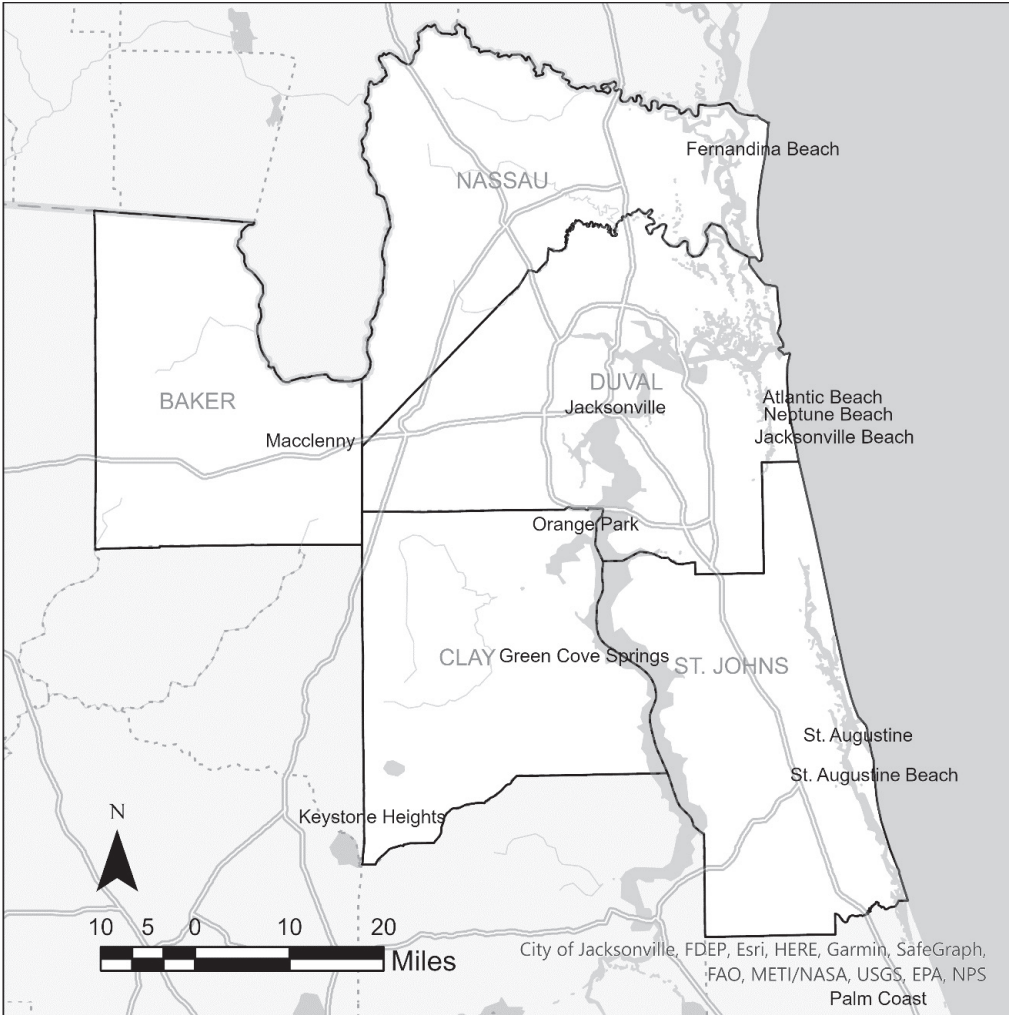 Fernandina Beach
NASSAU
DUVAL
Jacksonville
Atlantic Beach
Neptune Beach
BAKER
Jacksonville Beach
Macclenny
Orange Park
CLAY
Green Cove Springs
ST. JOHNS
St. Augustine
St. Augustine Beach
Keystone Heights
N
10 5 0 10 20
Miles
City of Jacksonville, FDEP, Esri, HERE, Garmin, SafeGraph,
FAO, METI/NASA, USGS, EPA, NPS
Palm Coast